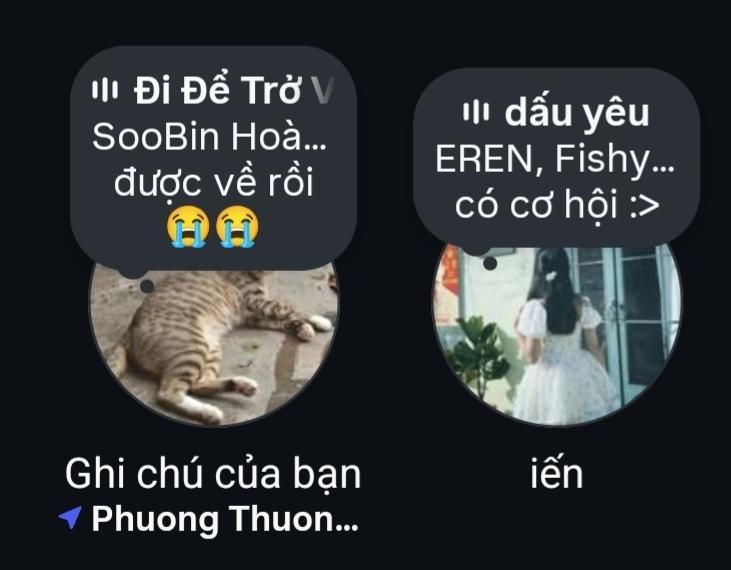 Đi Để Trở V
SooBin Hoà...
được về rồi
😭😭
dấu yêu
EREN, Fishy...
có cơ hội :>
Ghi chú của bạn
iến
Phuong Thuon...